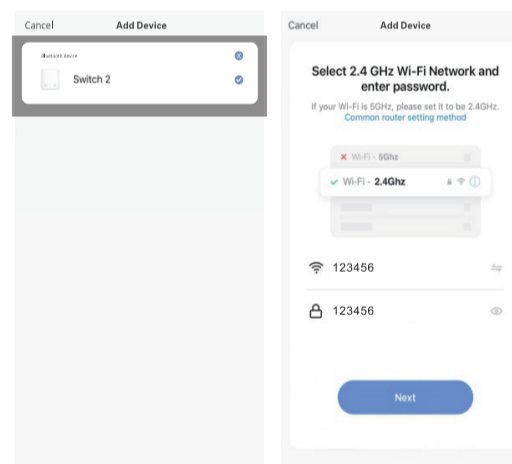 Cancel
Add Device
Bluetooth device
Switch 2
Cancel
Add Device
Select 2.4 GHz Wi-Fi Network and
enter password.
If your Wi-Fi is 5GHz, please set it to be 2.4GHz.
Common router setting method
Wi-Fi - 5Ghz
Wi-Fi - 2.4Ghz
123456
123456
Next